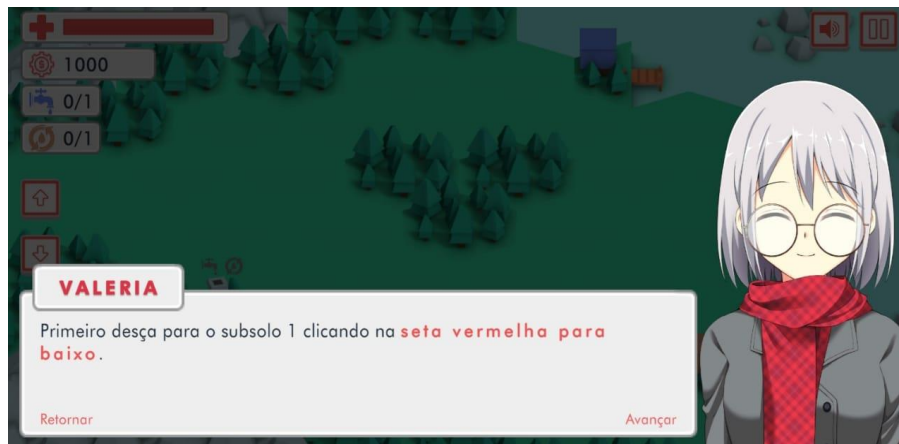 1000
0/1
0/1
VALERIA
Primeiro desça para o subsolo 1 clicando na seta vermelha para
baixo.
Retornar
Avançar